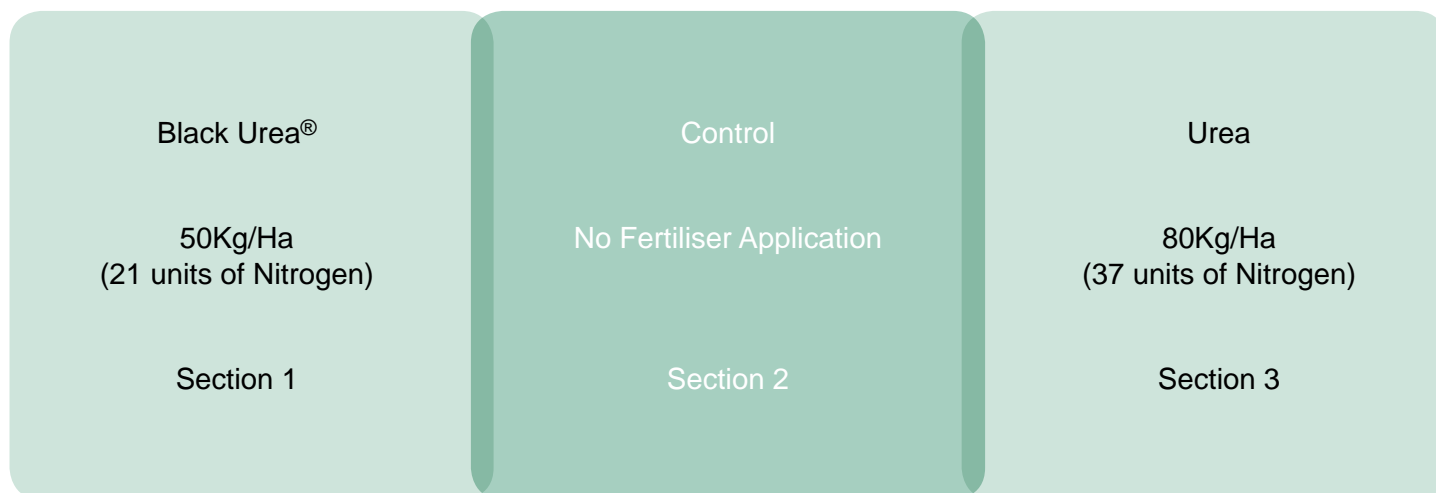 Black Urea®
50Kg/Ha
(21 units of Nitrogen)
Section 1
Control
No Fertiliser Application
Section 2
Urea
80Kg/Ha
(37 units of Nitrogen)
Section 3